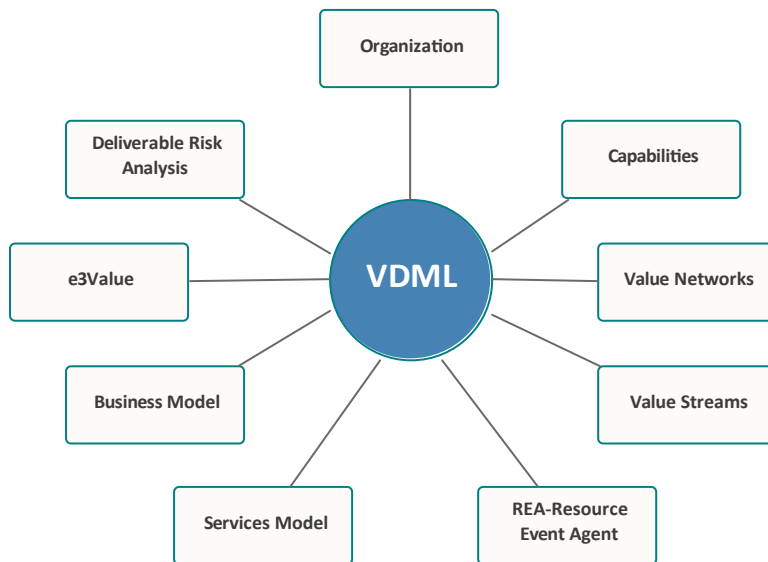 Organization
Deliverable Risk
Analysis
Capabilities
VDML
e3Value
Value Networks
Business Model
Value Streams
Services Model
REA-Resource
Event Agent